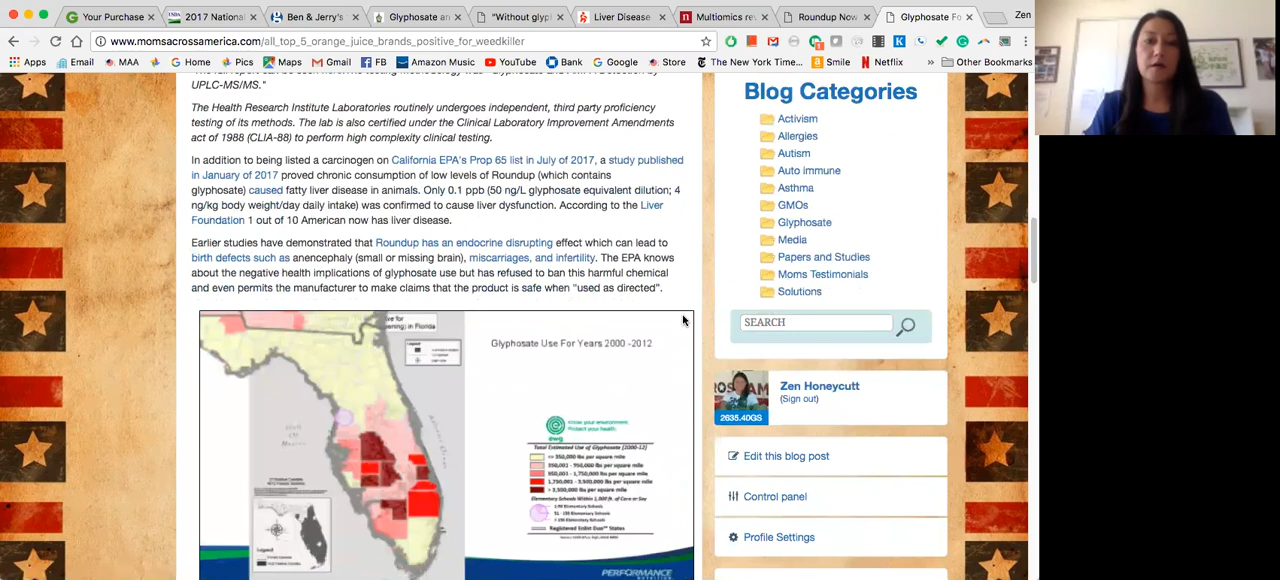 Your Purchase
2017 National
Ben & Jerry'
Glyphosate an
"Without glyp
Liver Disease
Multiomics re
Roundup Now
Glyphosate Fo
Zen
www.momsacrossamerica.com/all_top_5_orange_juice_brands_positive_for_weedkiller
Apps
Email
MAA
Home
Pics
Maps
Gmail
FB
Amazon Music
YouTube
Bank
Google
Store
The New York Time
Smile
Netflix
Other Bookmarks
UPLC-MS/MS."
The Health Research Institute Laboratories routinely undergoes independent, third party proficiency
testing of its methods. The lab is also certified under the Clinical Laboratory Improvement Amendments
act of 1988 (CLIA-88) to perform high complexity clinical testing.
In addition to being listed a carcinogen on California EPA's Prop 65 list in July of 2017, a study published
in January of 2017 proved chronic consumption of low levels of Roundup (which contains
glyphosate) caused fatty liver disease in animals. Only 0.1 ppb (50 ng/L glyphosate equivalent dilution; 4
ng/kg body weight/day daily intake) was confirmed to cause liver dysfunction. According to the Liver
Foundation 1 out of 10 American now has liver disease.
Earlier studies have demonstrated that Roundup has an endocrine disrupting effect which can lead to
birth defects such as anencephaly (small or missing brain), miscarriages, and infertility. The EPA knows
about the negative health implications of glyphosate use but has refused to ban this harmful chemical
and even permits the manufacturer to make claims that the product is safe when "used as directed".
Glyphosate Use For Years 2000 -2012
ewg
Total Estimated Use of Glyphosate (2000-12)
PERFORMANCE
Blog Categories
Activism
Allergies
Autism
Auto immune
Asthma
GMOs
Glyphosate
Media
Papers and Studies
Moms Testimonials
Solutions
SEARCH
Zen Honeycutt
(Sign out)
2635.40GS
Edit this blog post
Control panel
Profile Settings